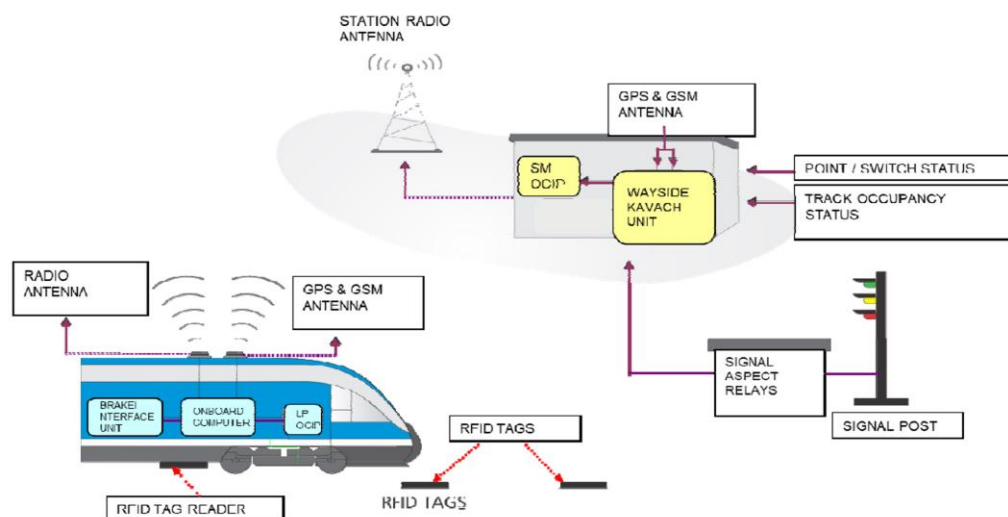 STATION RADIO
ANTENNA
GPS & GSM
ANTENNA
SM
OCIP
WAYSIDE
KAVACH
UNIT
POINT / SWITCH STATUS
TRACK OCCUPANCY
STATUS
RADIO
ANTENNA
GPS & GSM
ANTENNA
SIGNAL
ASPECT
RELAYS
SIGNAL POST
BRAKEI
NTERFACE
UNIT
ONBOARD
COMPUTER
LP
OCIP
RFID TAGS
RFID TAGS
RFID TAG READER